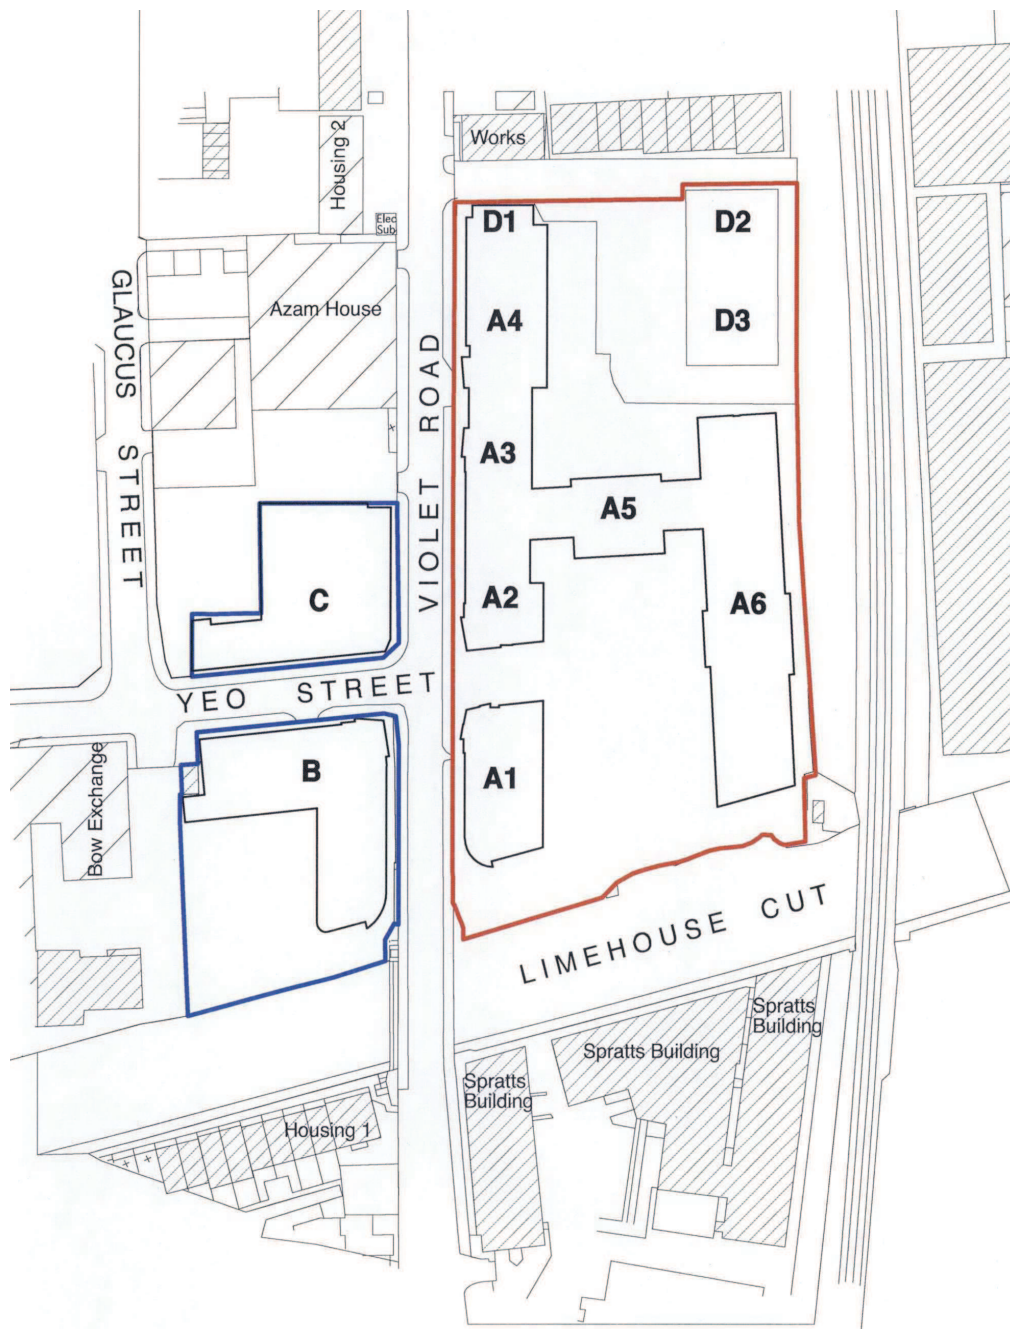 Works
Housing 2
Elec
Sub
D1
D2
GLAUCUS STREET
Azam House
A4
D3
VIOLET ROAD
A3
A5
C
A2
A6
YEO STREET
B
A1
Bow Exchange
LIMEHOUSE CUT
Spratts
Building
Spratts Building
Spratts
Building
Housing 1